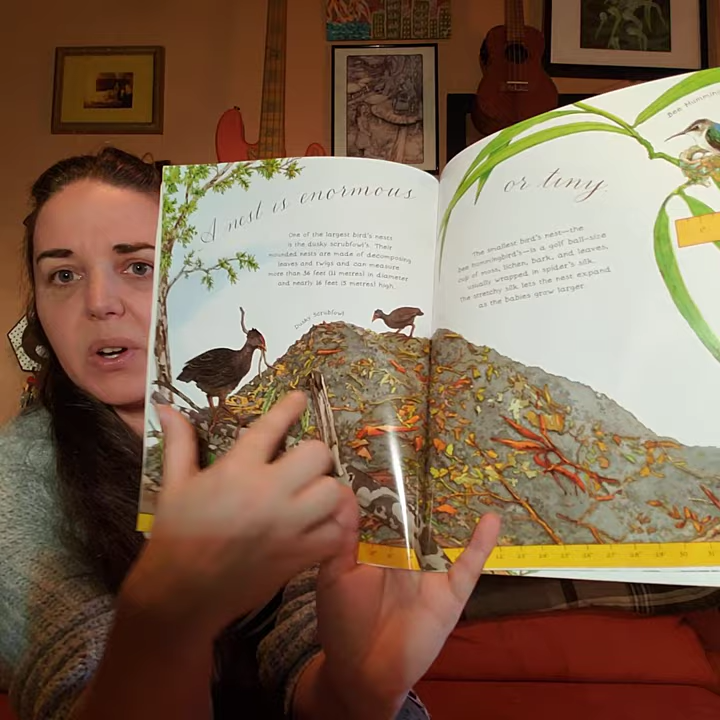 A nest is enormous
One of the largest bird's nests
is the dusky scrubfowl's. Their
mounded nests are made of decomposing
leaves and twigs and can measure
more than 36 feet (11 metres) in diameter
and nearly 16 feet (5 metres) high.
Dusky Scrubfowl
or tiny.
The smallest bird's nest—the
bee hummingbird's—is a golf ball-size
cup of moss, lichen, bark, and leaves,
usually wrapped in spider's silk.
The stretchy silk lets the nest expand
as the babies grow larger.
Bee